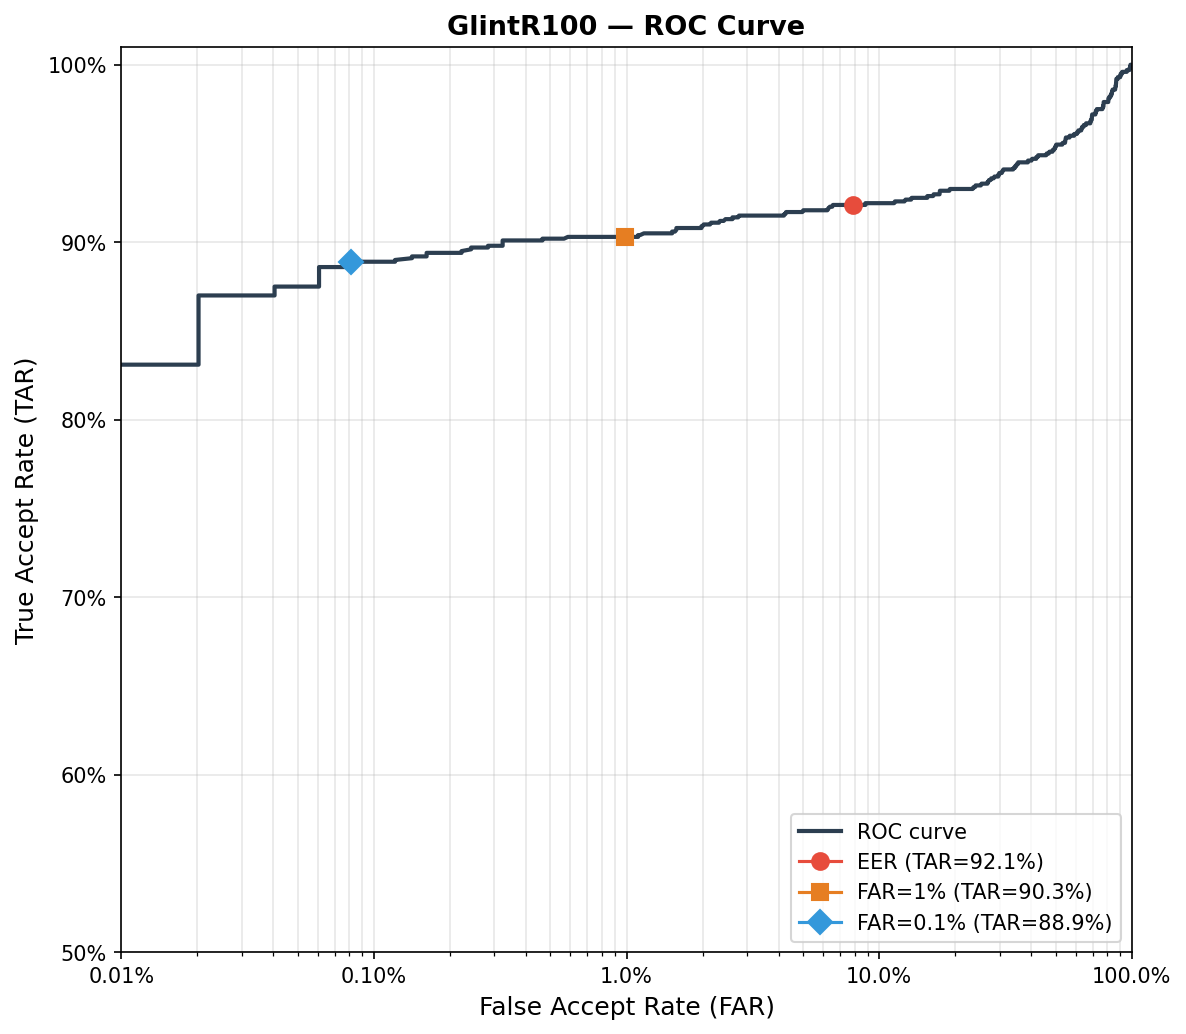 GlintR100 — ROC Curve
100%
90%
80%
70%
60%
50%
True Accept Rate (TAR)
ROC curve
EER (TAR=92.1%)
FAR=1% (TAR=90.3%)
FAR=0.1% (TAR=88.9%)
0.01% 0.10% 1.0% 10.0% 100.0%
False Accept Rate (FAR)